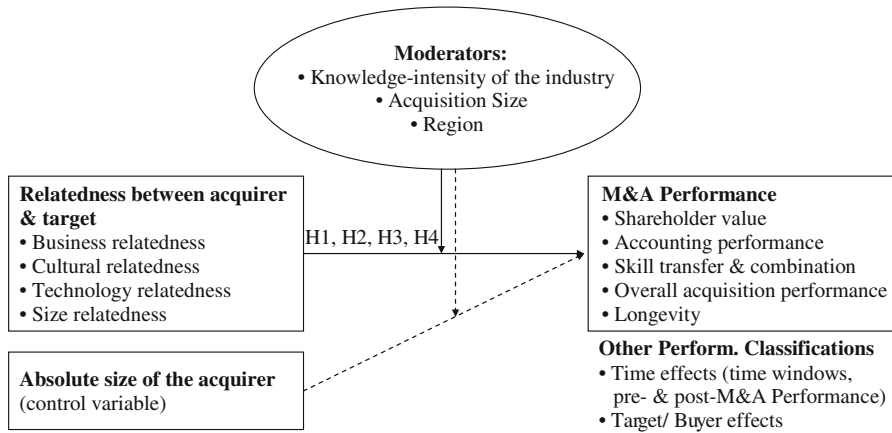 Moderators:
• Knowledge-intensity of the industry
• Acquisition Size
• Region
Relatedness between acquirer
& target
• Business relatedness
• Cultural relatedness
• Technology relatedness
• Size relatedness
H1, H2, H3, H4
M&A Performance
• Shareholder value
• Accounting performance
• Skill transfer & combination
• Overall acquisition performance
• Longevity
Absolute size of the acquirer
(control variable)
Other Perform. Classifications
• Time effects (time windows,
pre- & post-M&A Performance)
• Target/ Buyer effects